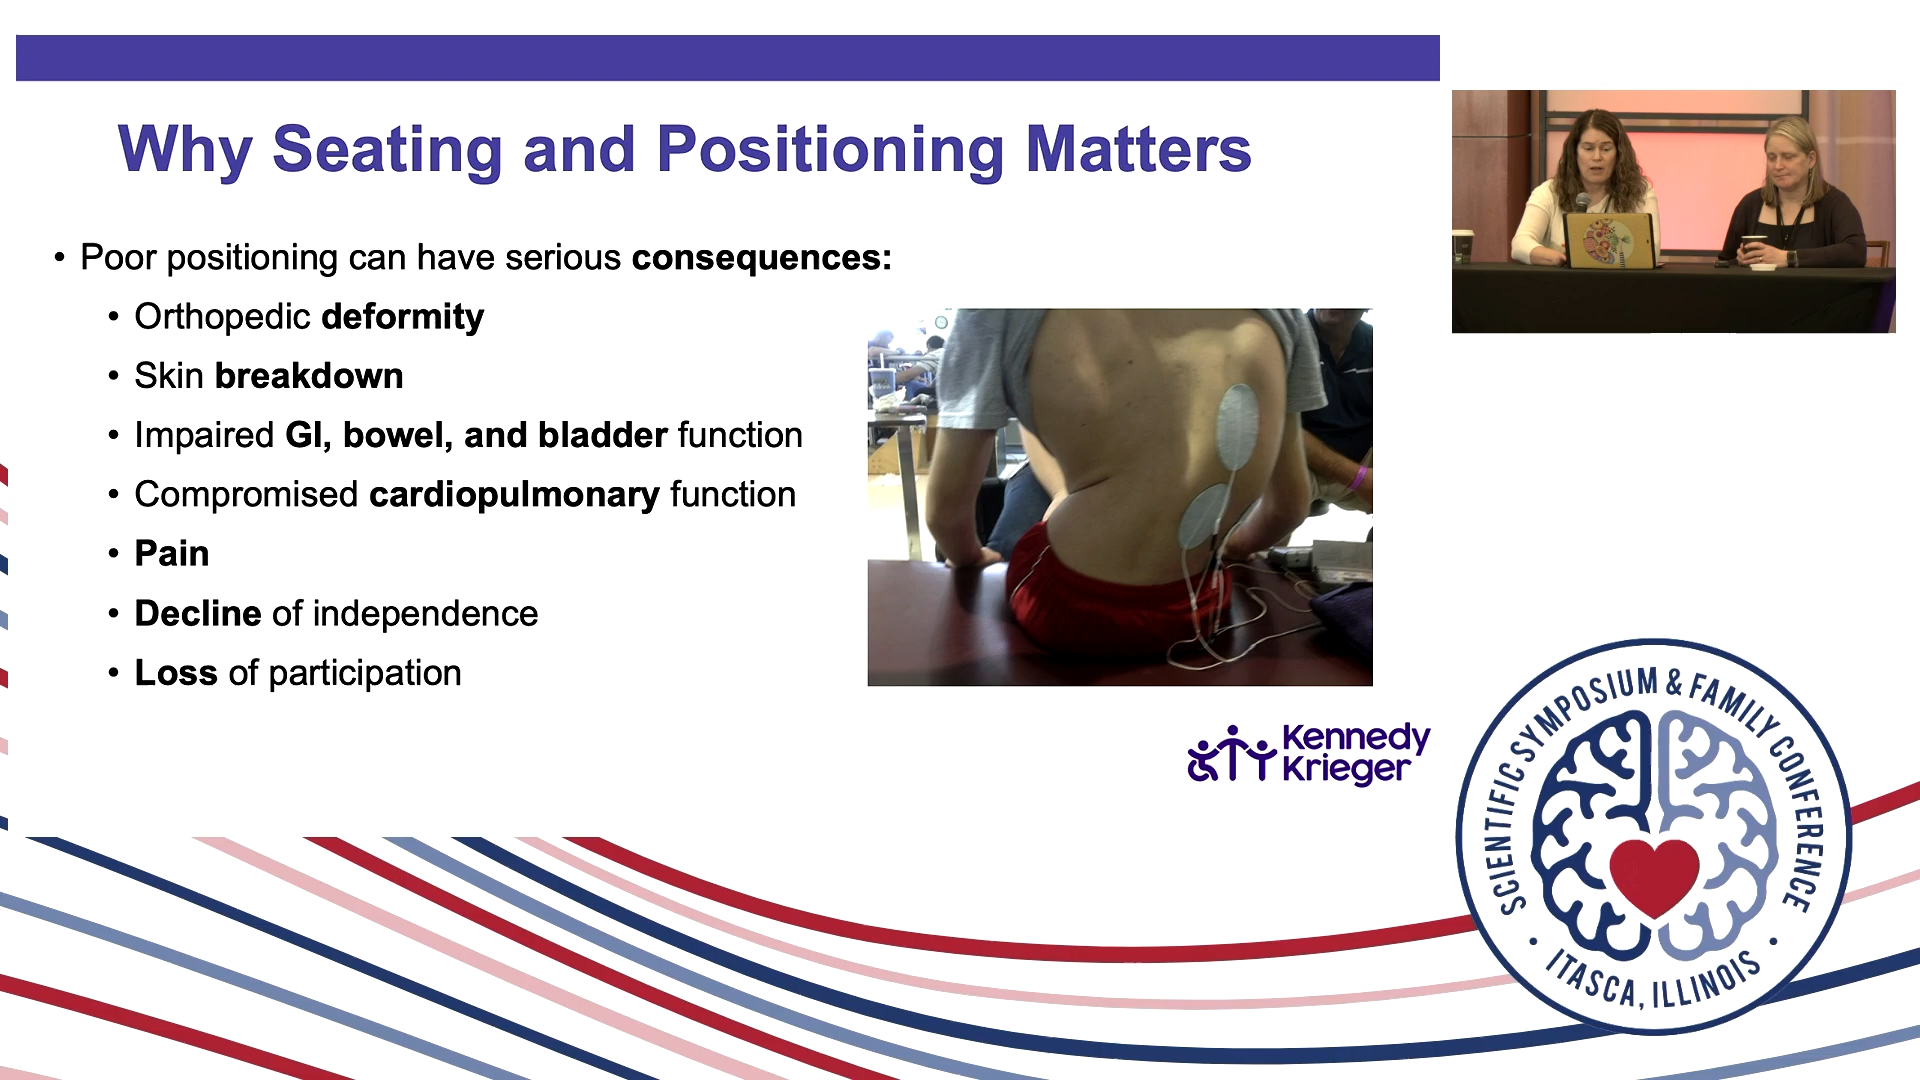 Why Seating and Positioning Matters
• Poor positioning can have serious consequences:
• Orthopedic deformity
• Skin breakdown
• Impaired GI, bowel, and bladder function
• Compromised cardiopulmonary function
• Pain
• Decline of independence
• Loss of participation
Kennedy
Krieger
SCIENTIFIC SYMPOSIUM & FAMILY CONFERENCE
• ITASCA, ILLINOIS •